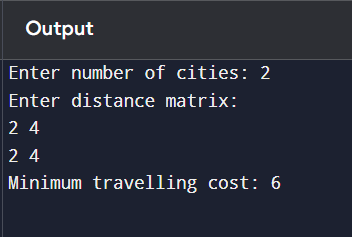 Output
Enter number of cities: 2
Enter distance matrix:
2 4
2 4
Minimum travelling cost: 6